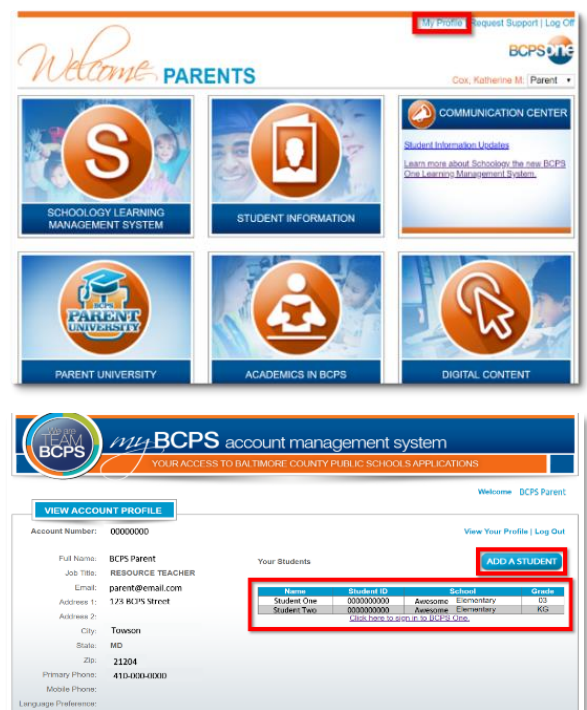 My Profile | Request Support | Log Off
Welcome PARENTS
BCPSone
Cox, Katherine M: Parent
S
SCHOOLOGY LEARNING
MANAGEMENT SYSTEM
STUDENT INFORMATION
COMMUNICATION CENTER
Student Information Updates
Learn more about Schoology the new BCPS
One Learning Management System.
BCPS
PARENT
UNIVERSITY
PARENT UNIVERSITY
ACADEMICS IN BCPS
DIGITAL CONTENT
We are
TEAM
BCPS
my BCPS account management system
YOUR ACCESS TO BALTIMORE COUNTY PUBLIC SCHOOLS APPLICATIONS
Welcome BCPS Parent
VIEW ACCOUNT PROFILE
Account Number: 00000000
View Your Profile | Log Out
Full Name: BCPS Parent
Your Students
ADD A STUDENT
Job Title: RESOURCE TEACHER
Email: parent@email.com
Address 1: 123 BCPS Street
Address 2:
City: Towson
State: MD
Zip: 21204
Primary Phone: 410-000-0000
Mobile Phone:
Language Preference:
Name Student ID School Grade
Student One 0000000000 Awesome Elementary 03
Student Two 0000000000 Awesome Elementary KG
Click here to sign in to BCPS One.